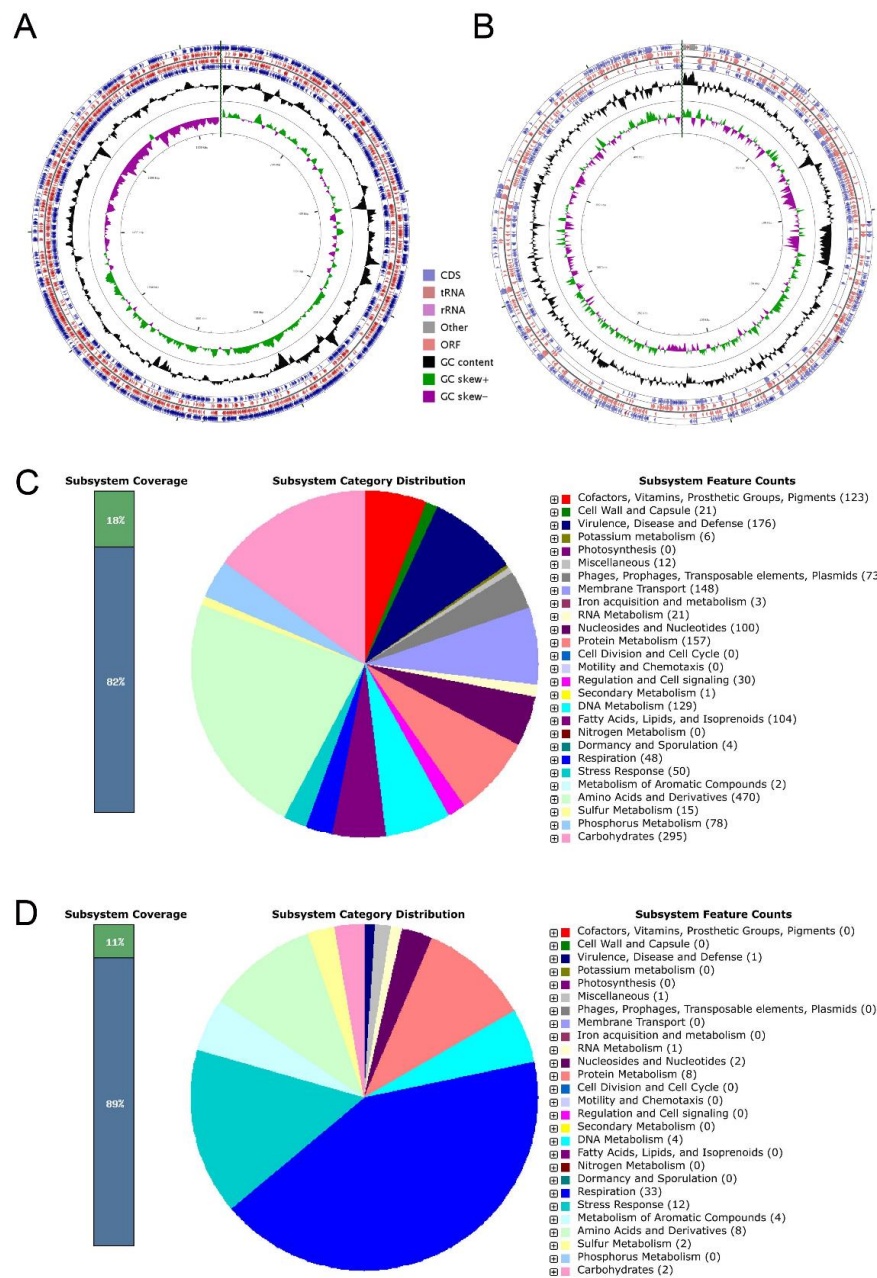 A
B
CDS
tRNA
rRNA
Other
ORF
GC content
GC skew+
GC skew-
C
Subsystem Coverage
18%
82%
Subsystem Category Distribution
Subsystem Feature Counts
Cofactors, Vitamins, Prosthetic Groups, Pigments (123)
Cell Wall and Capsule (21)
Virulence, Disease and Defense (176)
Potassium metabolism (6)
Photosynthesis (0)
Miscellaneous (12)
Phages, Prophages, Transposable elements, Plasmids (73
Membrane Transport (148)
Iron acquisition and metabolism (3)
RNA Metabolism (21)
Nucleosides and Nucleotides (100)
Protein Metabolism (157)
Cell Division and Cell Cycle (0)
Motility and Chemotaxis (0)
Regulation and Cell signaling (30)
Secondary Metabolism (1)
DNA Metabolism (129)
Fatty Acids, Lipids, and Isoprenoids (104)
Nitrogen Metabolism (0)
Dormancy and Sporulation (4)
Respiration (48)
Stress Response (50)
Metabolism of Aromatic Compounds (2)
Amino Acids and Derivatives (470)
Sulfur Metabolism (15)
Phosphorus Metabolism (78)
Carbohydrates (295)
D
Subsystem Coverage
11%
89%
Subsystem Category Distribution
Subsystem Feature Counts
Cofactors, Vitamins, Prosthetic Groups, Pigments (0)
Cell Wall and Capsule (0)
Virulence, Disease and Defense (1)
Potassium metabolism (0)
Photosynthesis (0)
Miscellaneous (1)
Phages, Prophages, Transposable elements, Plasmids (0)
Membrane Transport (0)
Iron acquisition and metabolism (0)
RNA Metabolism (1)
Nucleosides and Nucleotides (2)
Protein Metabolism (8)
Cell Division and Cell Cycle (0)
Motility and Chemotaxis (0)
Regulation and Cell signaling (0)
Secondary Metabolism (0)
DNA Metabolism (4)
Fatty Acids, Lipids, and Isoprenoids (0)
Nitrogen Metabolism (0)
Dormancy and Sporulation (0)
Respiration (33)
Stress Response (12)
Metabolism of Aromatic Compounds (4)
Amino Acids and Derivatives (8)
Sulfur Metabolism (2)
Phosphorus Metabolism (0)
Carbohydrates (2)